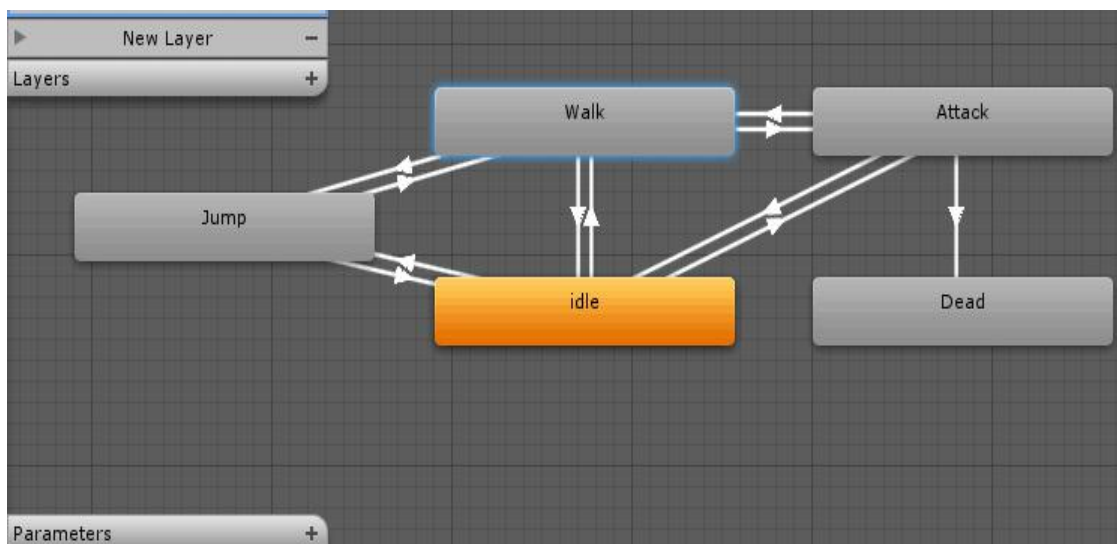 New Layer
Layers
Walk
Attack
Jump
idle
Dead
Parameters